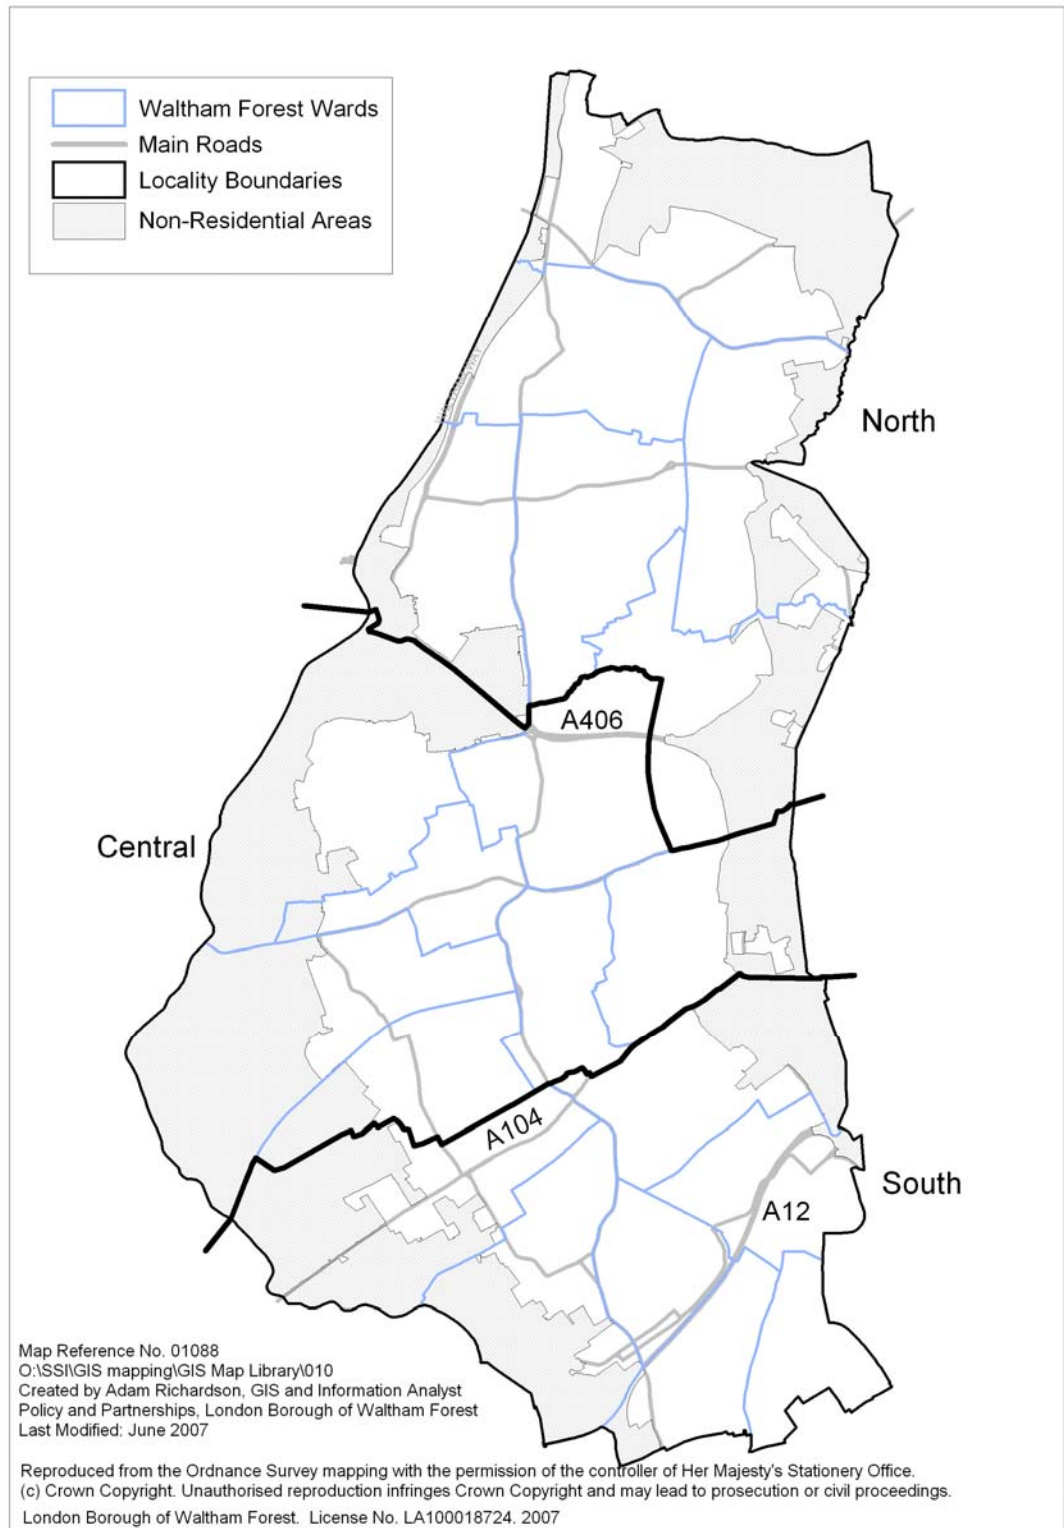 Waltham Forest Wards
Main Roads
Locality Boundaries
Non-Residential Areas
North
A406
Central
A104
South
A12
Map Reference No. 01088
O:\SSI\GIS mapping\GIS Map Library\010
Created by Adam Richardson, GIS and Information Analyst
Policy and Partnerships, London Borough of Waltham Forest
Last Modified: June 2007
Reproduced from the Ordnance Survey mapping with the permission of the controller of Her Majesty's Stationery Office.
(c) Crown Copyright. Unauthorised reproduction infringes Crown Copyright and may lead to prosecution or civil proceedings.
London Borough of Waltham Forest. License No. LA100018724. 2007